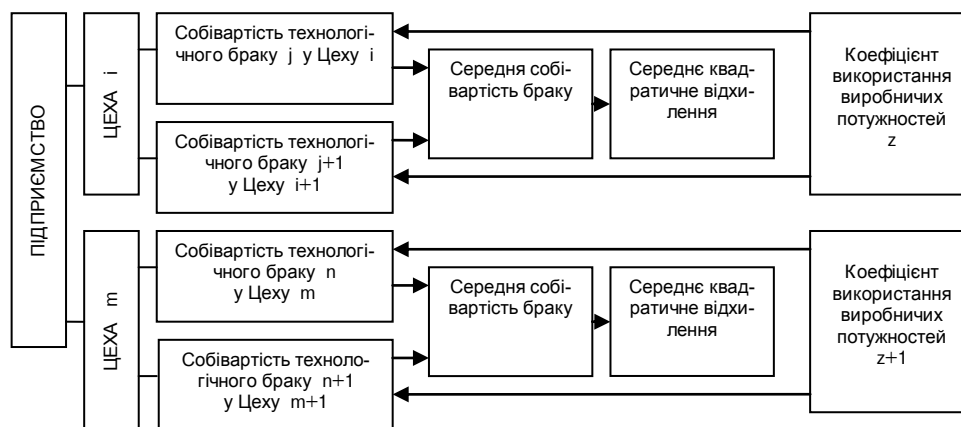 ПІДПРИЄМСТВО
ЦЕХА i
Собівартість технологі-
чного браку j у Цеху i
Собівартість технологі-
чного браку j+1
у Цеху i+1
Середня собі-
вартість браку
Середнє квад-
ратичне відхи-
лення
Коефіцієнт
використання
виробничих
потужностей
z
ЦЕХА m
Собівартість технологі-
чного браку n
у Цеху m
Собівартість техноло-
гічного браку n+1
у Цеху m+1
Середня собі-
вартість браку
Середнє квад-
ратичне відхи-
лення
Коефіцієнт
використання
виробничих
потужностей
z+1